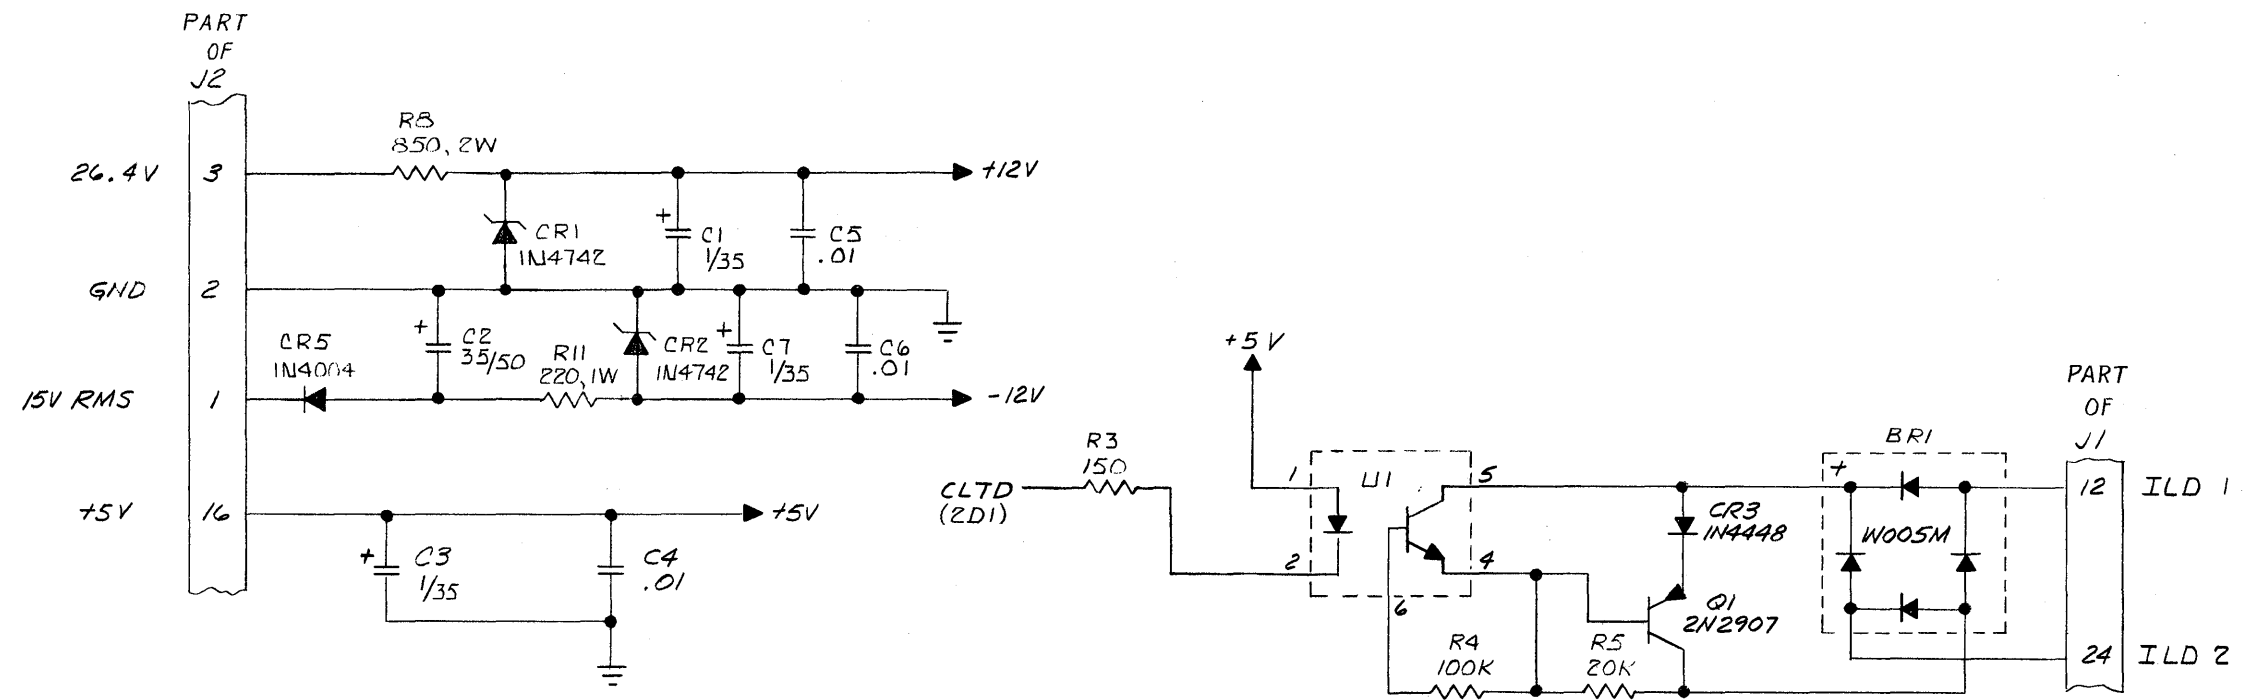 PART
OF
J2
R8
850, 2W
26.4V
3
+12V
+
CR1
1N4742
C1
1/35
C5
.01
GND
2
CR5
1N4004
+
C2
35/50
R11
220, 1W
CR2
1N4742
+
C7
1/35
C6
.01
15V RMS
1
-12V
+5V
16
+5V
+
C3
1/35
C4
.01
+5V
PART
OF
J1
R3
150
CLTD
(2D1)
1
U1
5
2
4
6
BR1
+
CR3
1N4448
W005M
12
ILD 1
Q1
2N2907
R4
100K
R5
20K
24
ILD 2